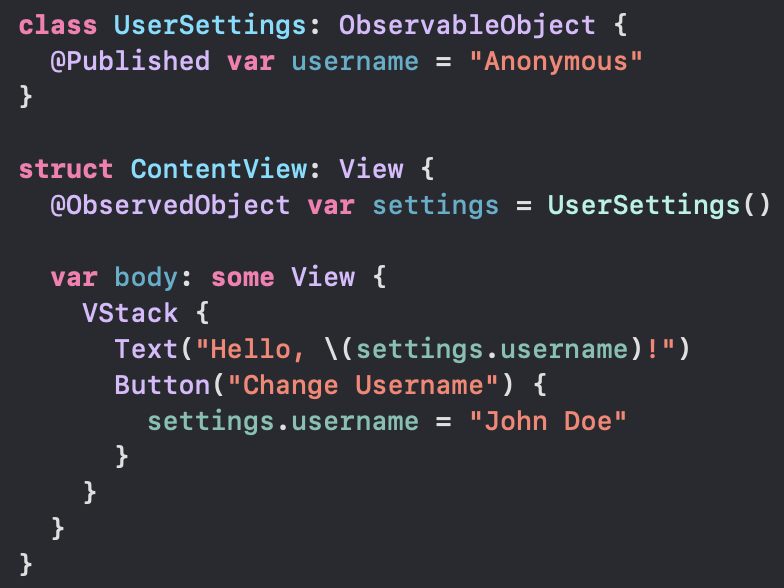 class UserSettings: ObservableObject {
  @Published var username = "Anonymous"
}

struct ContentView: View {
  @ObservedObject var settings = UserSettings()

  var body: some View {
    VStack {
      Text("Hello, \(settings.username)!")
      Button("Change Username") {
        settings.username = "John Doe"
      }
    }
  }
}